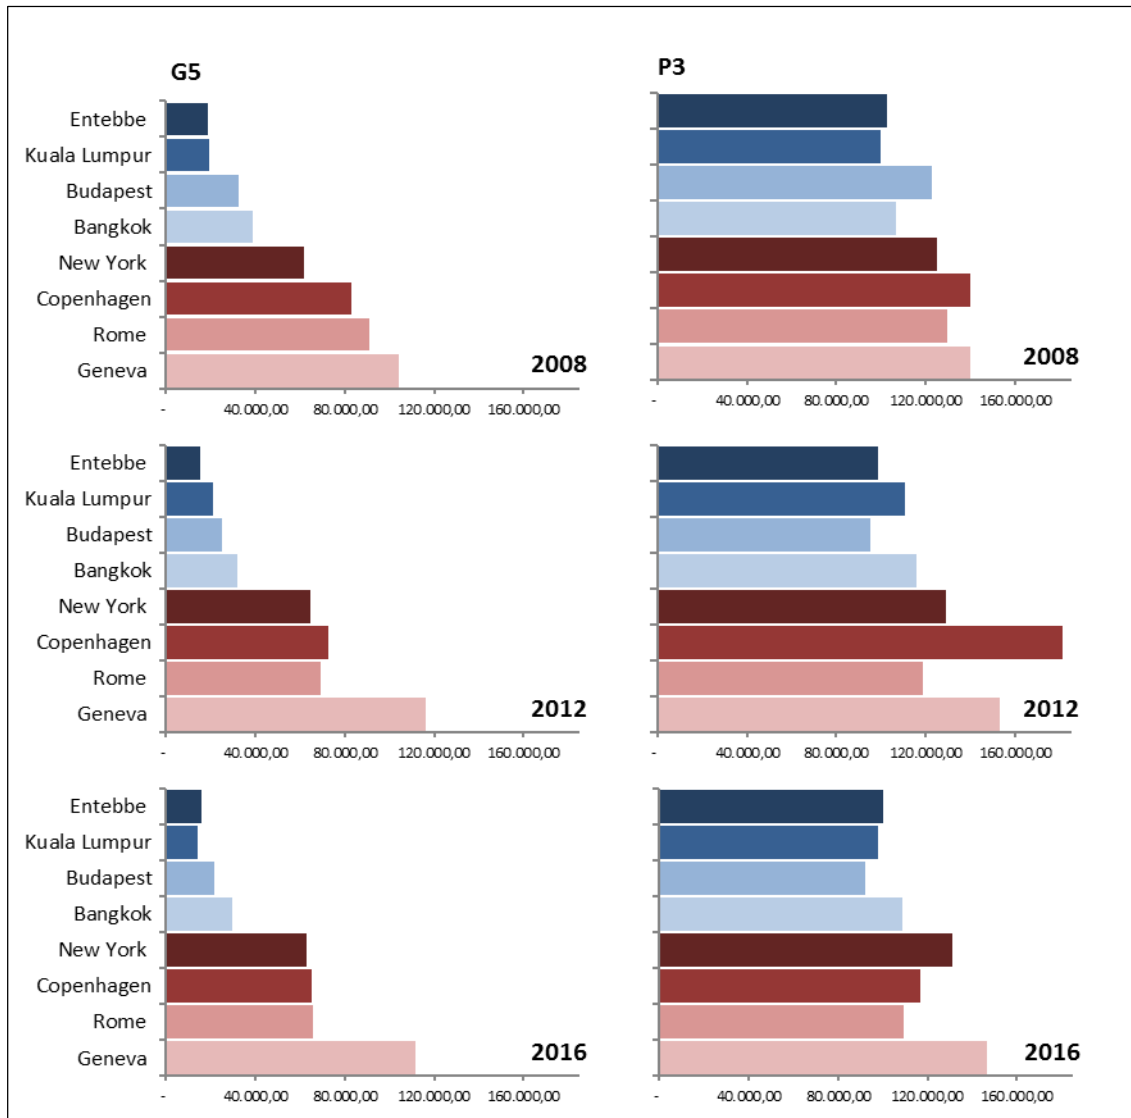 G5
P3
Entebbe
Kuala Lumpur
Budapest
Bangkok
New York
Copenhagen
Rome
Geneva
2008
2008
- 40.000,00 80.000,00 120.000,00 160.000,00
- 40.000,00 80.000,00 120.000,00 160.000,00
Entebbe
Kuala Lumpur
Budapest
Bangkok
New York
Copenhagen
Rome
Geneva
2012
2012
- 40.000,00 80.000,00 120.000,00 160.000,00
- 40.000,00 80.000,00 120.000,00 160.000,00
Entebbe
Kuala Lumpur
Budapest
Bangkok
New York
Copenhagen
Rome
Geneva
2016
2016
- 40.000,00 80.000,00 120.000,00 160.000,00
- 40.000,00 80.000,00 120.000,00 160.000,00